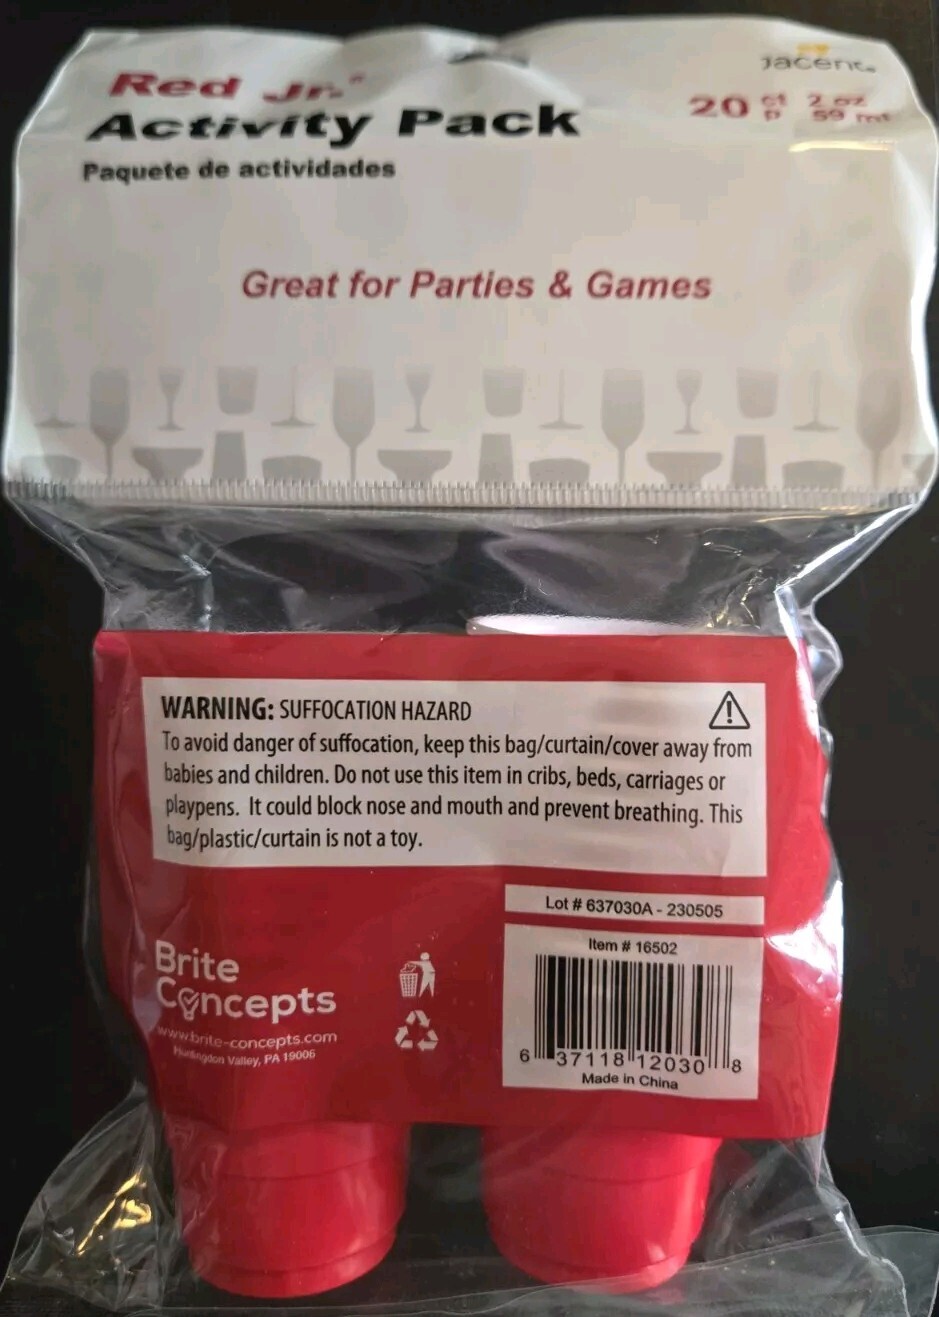 Red Jr.®
Jacent®
Activity Pack
20 ct 2 oz
p 59 ml
Paquete de actividades
Great for Parties & Games
WARNING: SUFFOCATION HAZARD
To avoid danger of suffocation, keep this bag/curtain/cover away from
babies and children. Do not use this item in cribs, beds, carriages or
playpens. It could block nose and mouth and prevent breathing. This
bag/plastic/curtain is not a toy.
Lot # 637030A - 230505
Item # 16502
Brite
Concepts
www.brite-concepts.com
Huntingdon Valley, PA 19006
6 37118 12030 8
Made in China